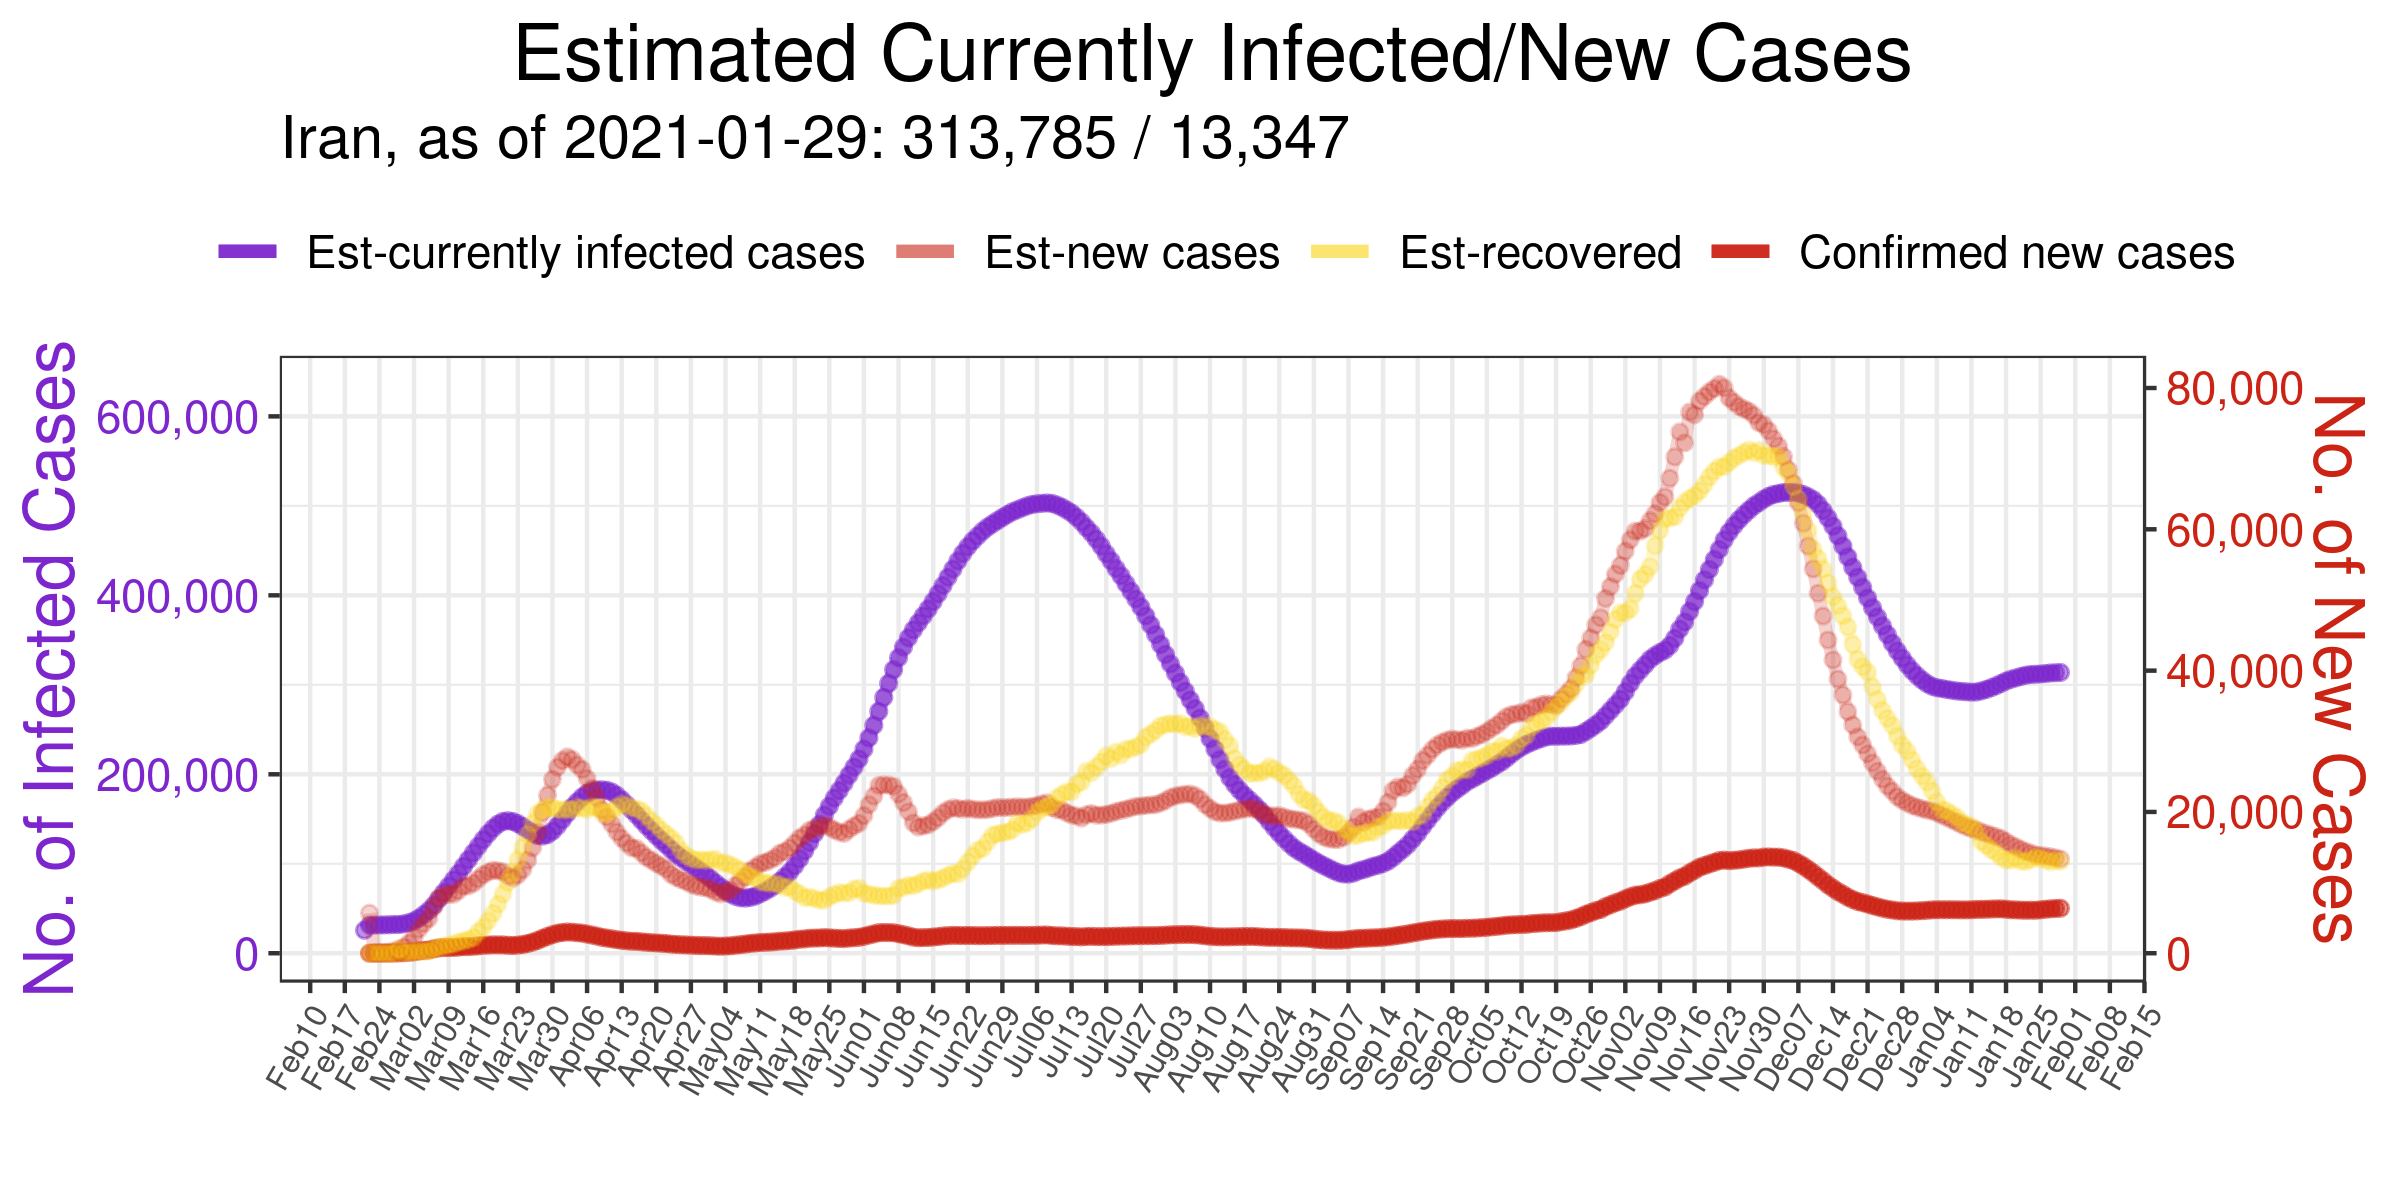 Estimated Currently Infected/New Cases
Iran, as of 2021-01-29: 313,785 / 13,347
Est-currently infected cases Est-new cases Est-recovered Confirmed new cases
No. of Infected Cases
600,000
400,000
200,000
0
80,000
60,000
40,000
20,000
0
No. of New Cases
Feb10
Feb17
Feb24
Mar02
Mar09
Mar16
Mar23
Mar30
Apr06
Apr13
Apr20
Apr27
May04
May11
May18
May25
Jun01
Jun08
Jun15
Jun22
Jun29
Jul06
Jul13
Jul20
Jul27
Aug03
Aug10
Aug17
Aug24
Aug31
Sep07
Sep14
Sep21
Sep28
Oct05
Oct12
Oct19
Oct26
Nov02
Nov09
Nov16
Nov23
Nov30
Dec07
Dec14
Dec21
Dec28
Jan04
Jan11
Jan18
Jan25
Feb01
Feb08
Feb15